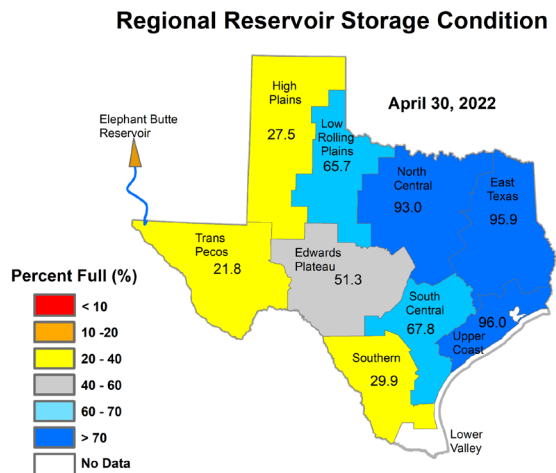 Regional Reservoir Storage Condition
April 30, 2022
Elephant Butte
Reservoir
High
Plains
27.5
Low
Rolling
Plains
65.7
North
Central
93.0
East
Texas
95.9
Trans
Pecos
21.8
Edwards
Plateau
51.3
South
Central
67.8
Upper
Coast
96.0
Southern
29.9
Lower
Valley
Percent Full (%)
< 10
10 -20
20 - 40
40 - 60
60 - 70
> 70
No Data